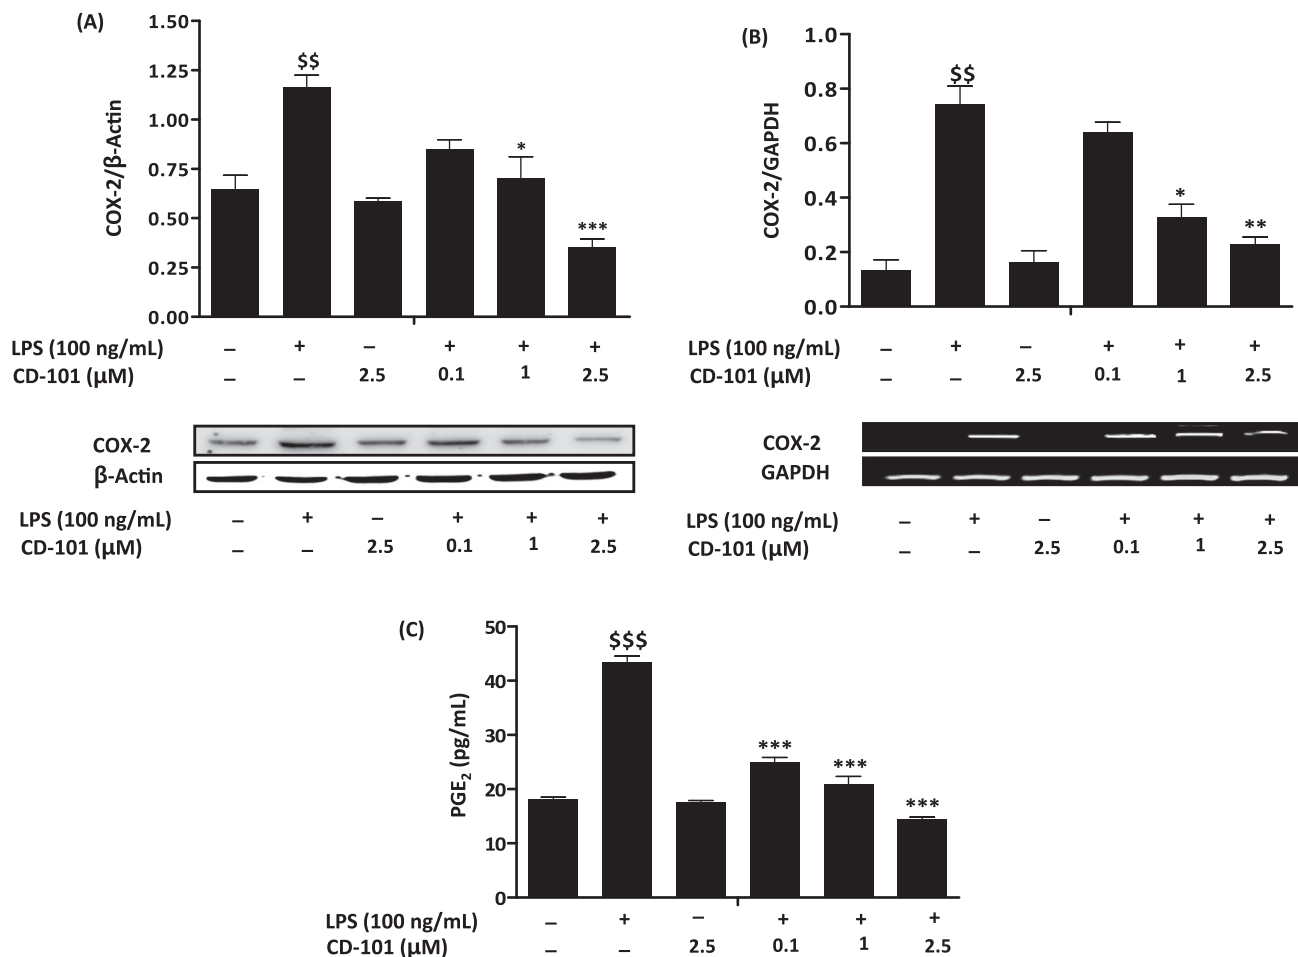 (A)
1.50
1.25
1.00
0.75
0.50
0.25
0.00
COX-2/β-Actin
$$
*
***
LPS (100 ng/mL) – + – + + +
CD-101 (µM) – – 2.5 0.1 1 2.5
COX-2
β-Actin
LPS (100 ng/mL) – + – + + +
CD-101 (µM) – – 2.5 0.1 1 2.5
(B)
1.0
0.8
0.6
0.4
0.2
0.0
COX-2/GAPDH
$$
*
**
LPS (100 ng/mL) – + – + + +
CD-101 (µM) – – 2.5 0.1 1 2.5
COX-2
GAPDH
LPS (100 ng/mL) – + – + + +
CD-101 (µM) – – 2.5 0.1 1 2.5
(C)
50
40
30
20
10
0
PGE₂ (pg/mL)
$$$
***
***
***
LPS (100 ng/mL) – + – + + +
CD-101 (µM) – – 2.5 0.1 1 2.5